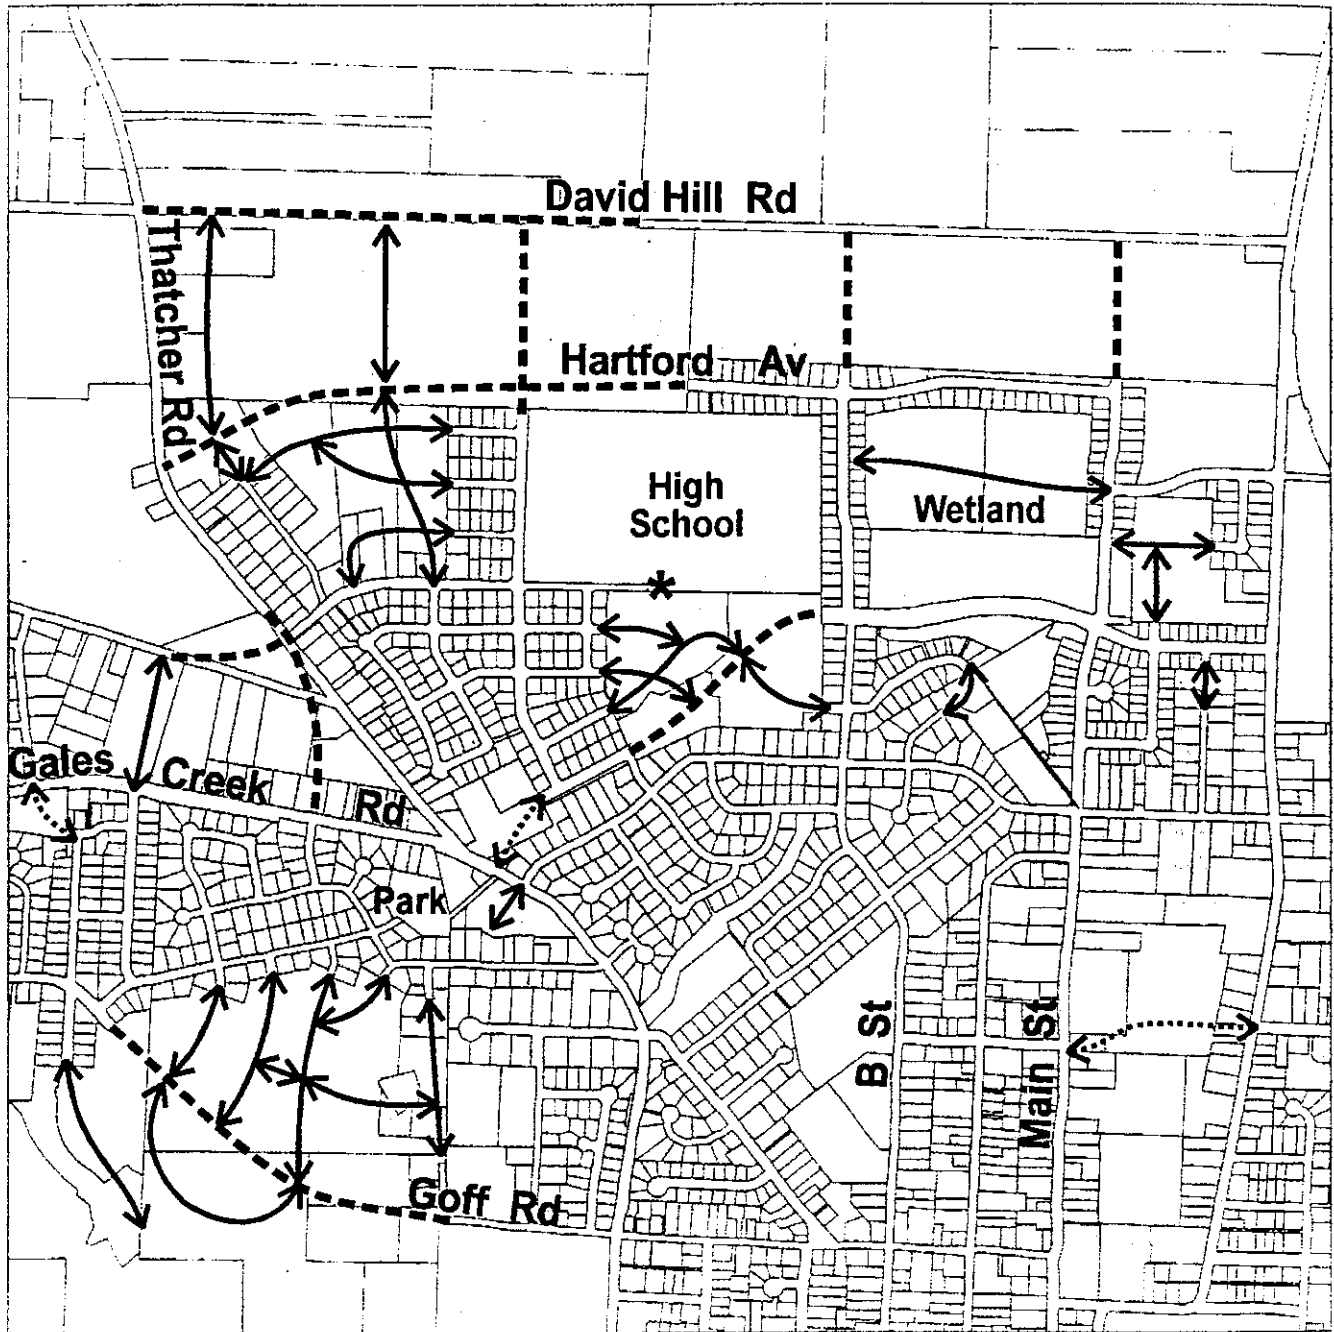 David Hill Rd
Thatcher Rd
Hartford Av
High
School
Wetland
*
Gales Creek Rd
Park
B St
Main St
Goff Rd